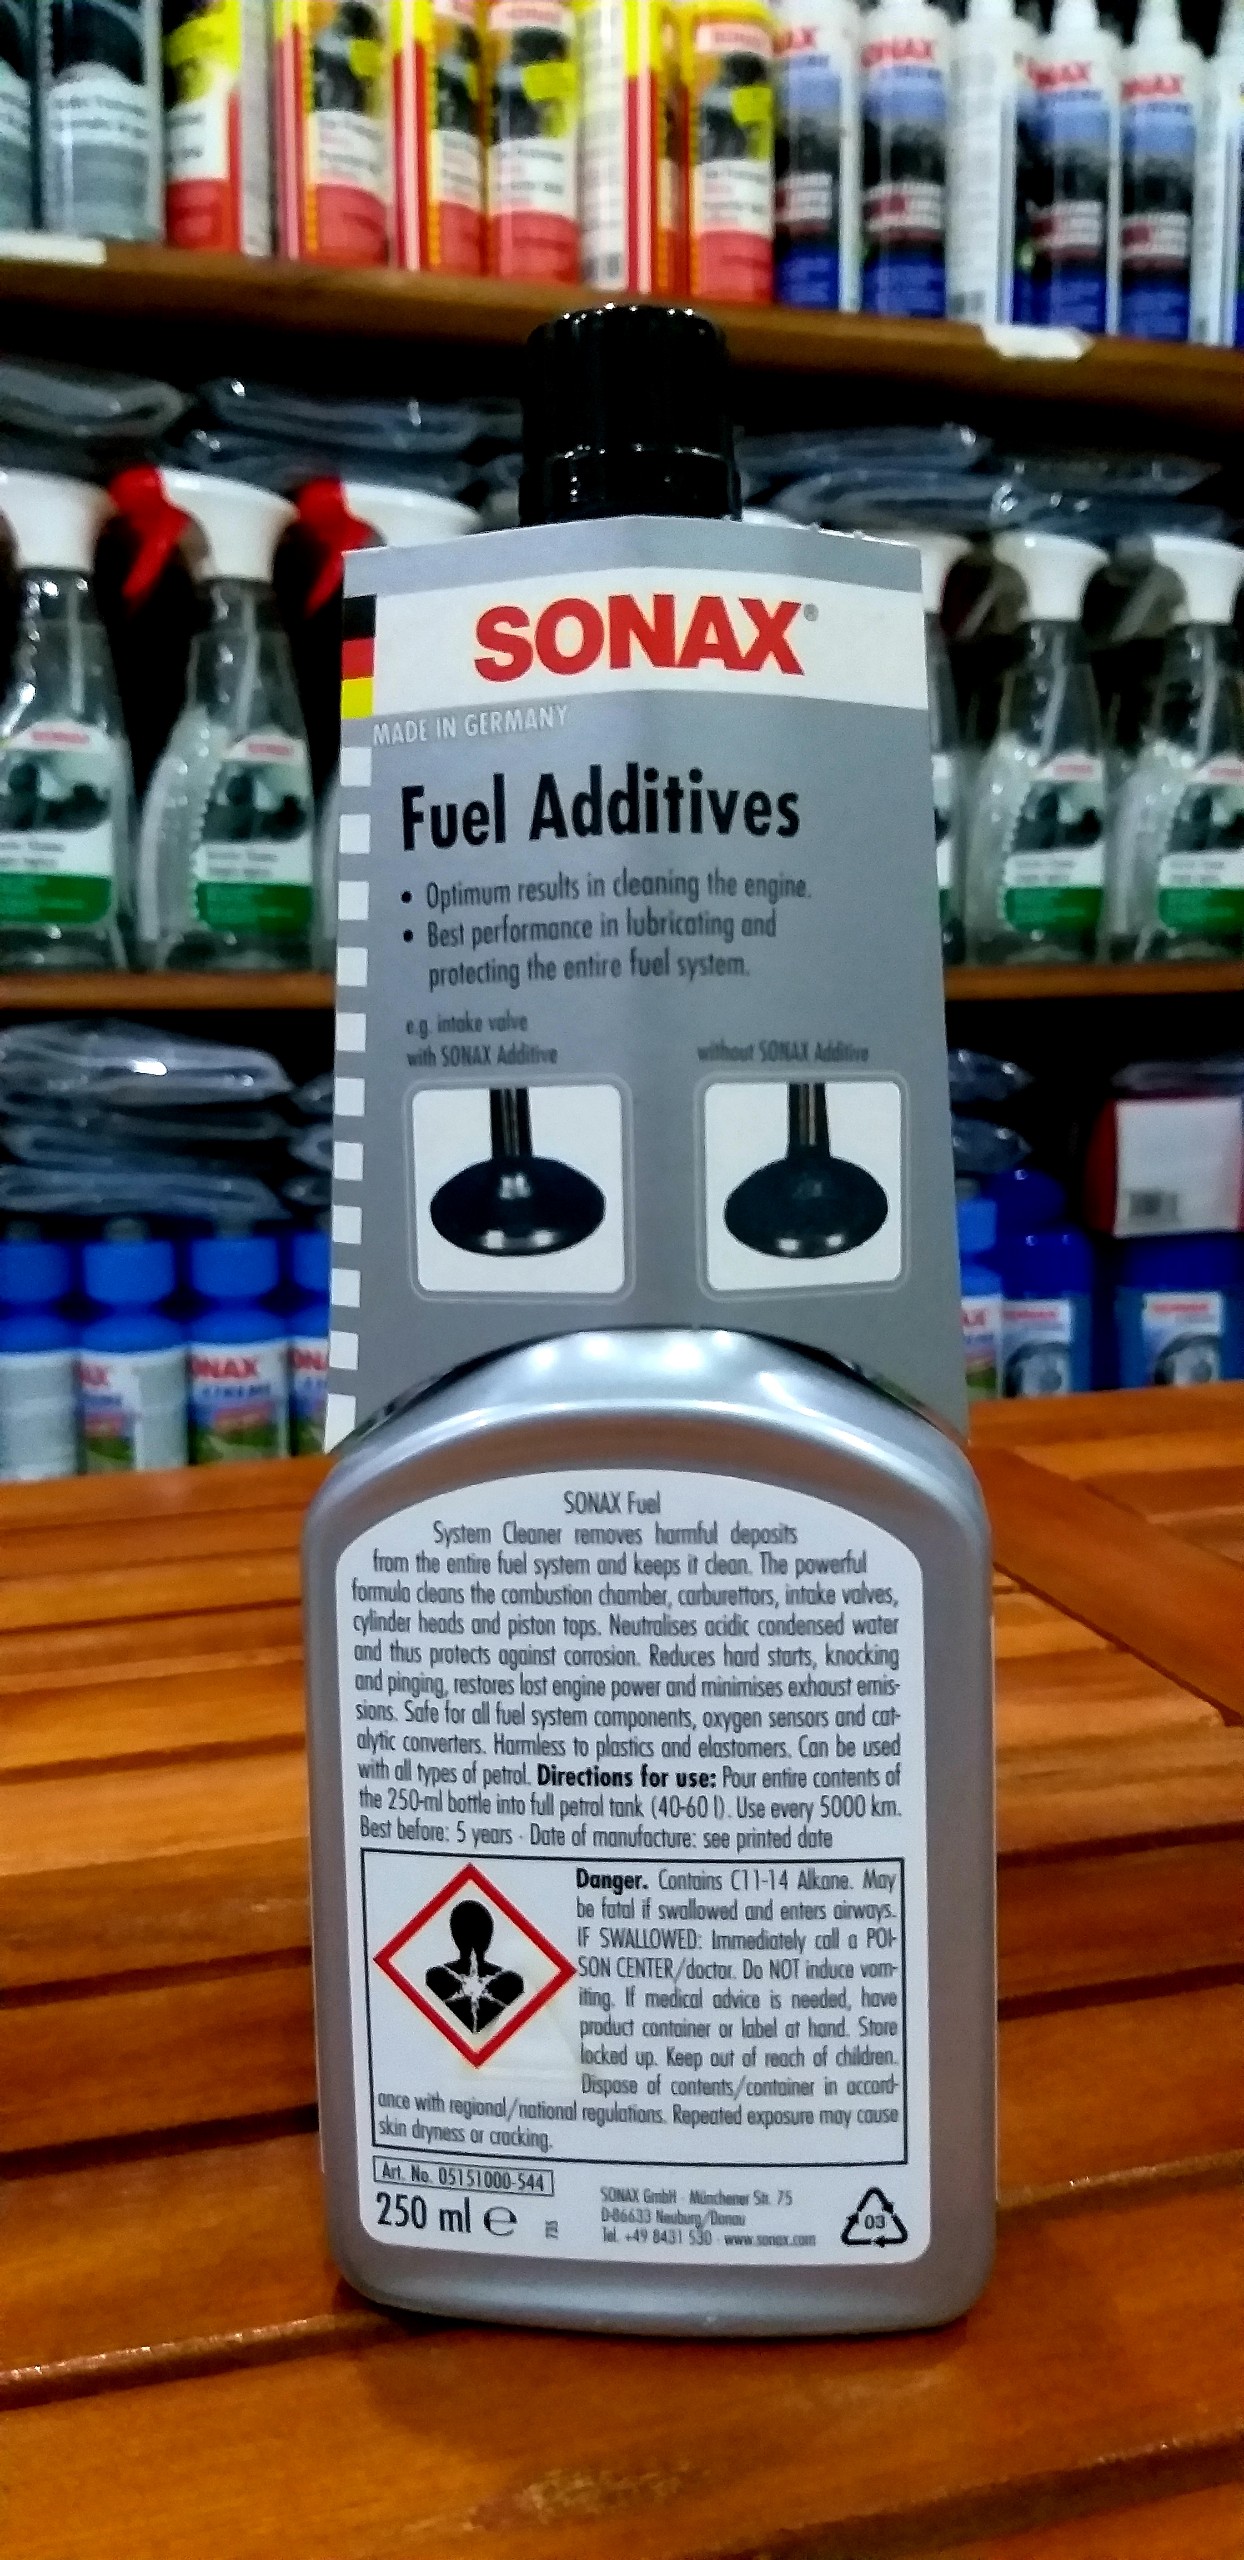 SONAX®
MADE IN GERMANY
Fuel Additives
• Optimum results in cleaning the engine.
• Best performance in lubricating and
protecting the entire fuel system.
e.g. intake valve
with SONAX Additive
without SONAX Additive
SONAX Fuel
System Cleaner removes harmful deposits
from the entire fuel system and keeps it clean. The powerful
formula cleans the combustion chamber, carburettors, intake valves,
cylinder heads and piston tops. Neutralises acidic condensed water
and thus protects against corrosion. Reduces hard starts, knocking
and pinging, restores lost engine power and minimises exhaust emis-
sions. Safe for all fuel system components, oxygen sensors and cat-
alytic converters. Harmless to plastics and elastomers. Can be used
with all types of petrol. Directions for use: Pour entire contents of
the 250-ml bottle into full petrol tank (40-60 l). Use every 5000 km.
Best before: 5 years · Date of manufacture: see printed date
Danger. Contains C11-14 Alkane. May
be fatal if swallowed and enters airways.
IF SWALLOWED: Immediately call a POI-
SON CENTER/doctor. Do NOT induce vom-
iting. If medical advice is needed, have
product container or label at hand. Store
locked up. Keep out of reach of children.
Dispose of contents/container in accord-
ance with regional/national regulations. Repeated exposure may cause
skin dryness or cracking.
Art. No. 05151000-544
250 ml e
SONAX GmbH · Münchener Str. 75
D-86633 Neuburg/Donau
Tel. +49 8431 530 · www.sonax.com
03